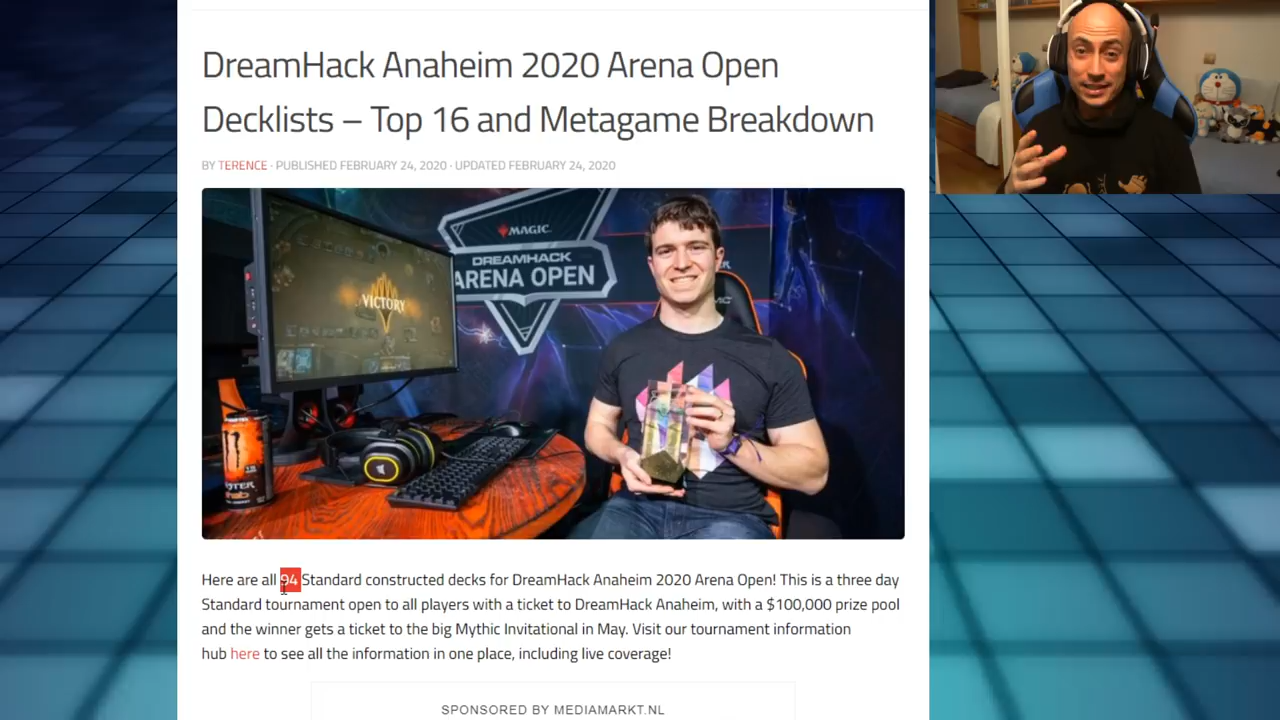 DreamHack Anaheim 2020 Arena Open
Decklists – Top 16 and Metagame Breakdown
BY TERENCE · PUBLISHED FEBRUARY 24, 2020 · UPDATED FEBRUARY 24, 2020
MAGIC
DREAMHACK
ARENA OPEN
VICTORY
MONSTER
Here are all 94 Standard constructed decks for DreamHack Anaheim 2020 Arena Open! This is a three day
Standard tournament open to all players with a ticket to DreamHack Anaheim, with a $100,000 prize pool
and the winner gets a ticket to the big Mythic Invitational in May. Visit our tournament information
hub here to see all the information in one place, including live coverage!
SPONSORED BY MEDIAMARKT.NL